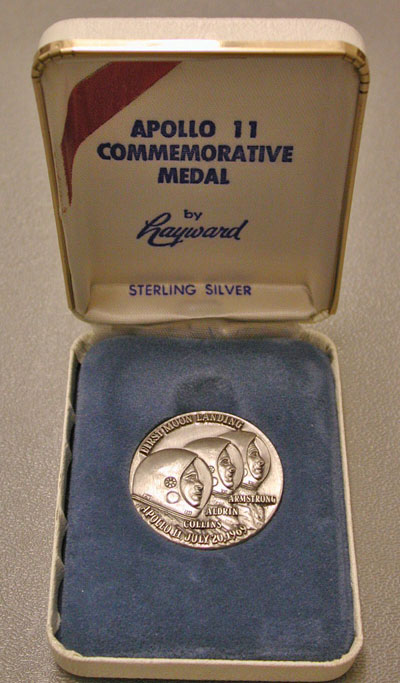 APOLLO 11
COMMEMORATIVE
MEDAL
by
Hayward
STERLING SILVER
FIRST MOON LANDING
ARMSTRONG
ALDRIN
COLLINS
APOLLO 11 JULY 20, 1969